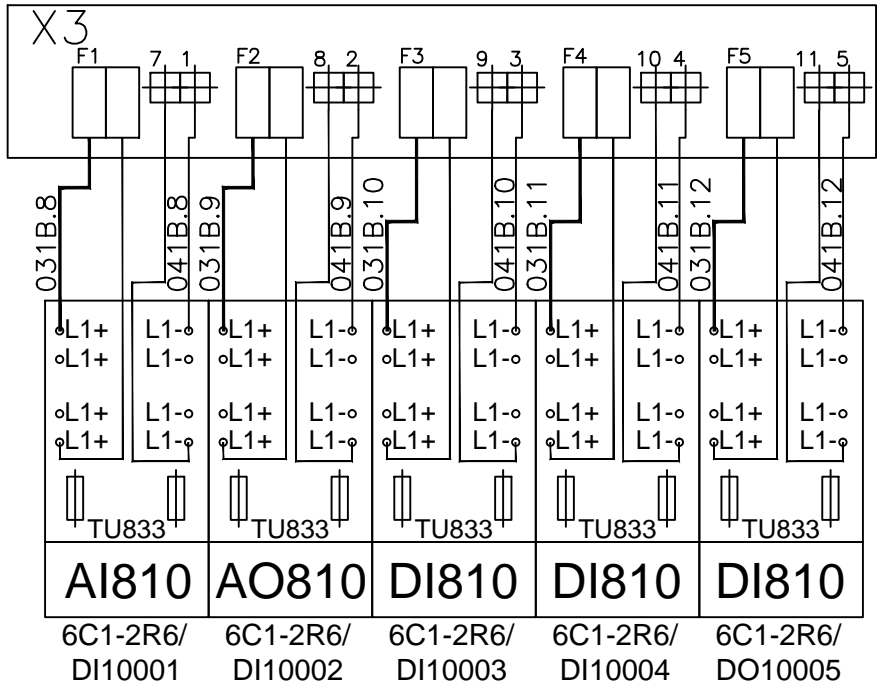 X3
F1 7 1 F2 8 2 F3 9 3 F4 10 4 F5 11 5
031B.8 041B.8 031B.9 041B.9 031B.10 041B.10 031B.11 041B.11 031B.12 041B.12
L1+ L1- L1+ L1- L1+ L1- L1+ L1- L1+ L1-
L1+ L1- L1+ L1- L1+ L1- L1+ L1- L1+ L1-
L1+ L1- L1+ L1- L1+ L1- L1+ L1- L1+ L1-
L1+ L1- L1+ L1- L1+ L1- L1+ L1- L1+ L1-
TU833 TU833 TU833 TU833 TU833
AI810 AO810 DI810 DI810 DI810
6C1-2R6/ 6C1-2R6/ 6C1-2R6/ 6C1-2R6/ 6C1-2R6/
DI10001 DI10002 DI10003 DI10004 DO10005